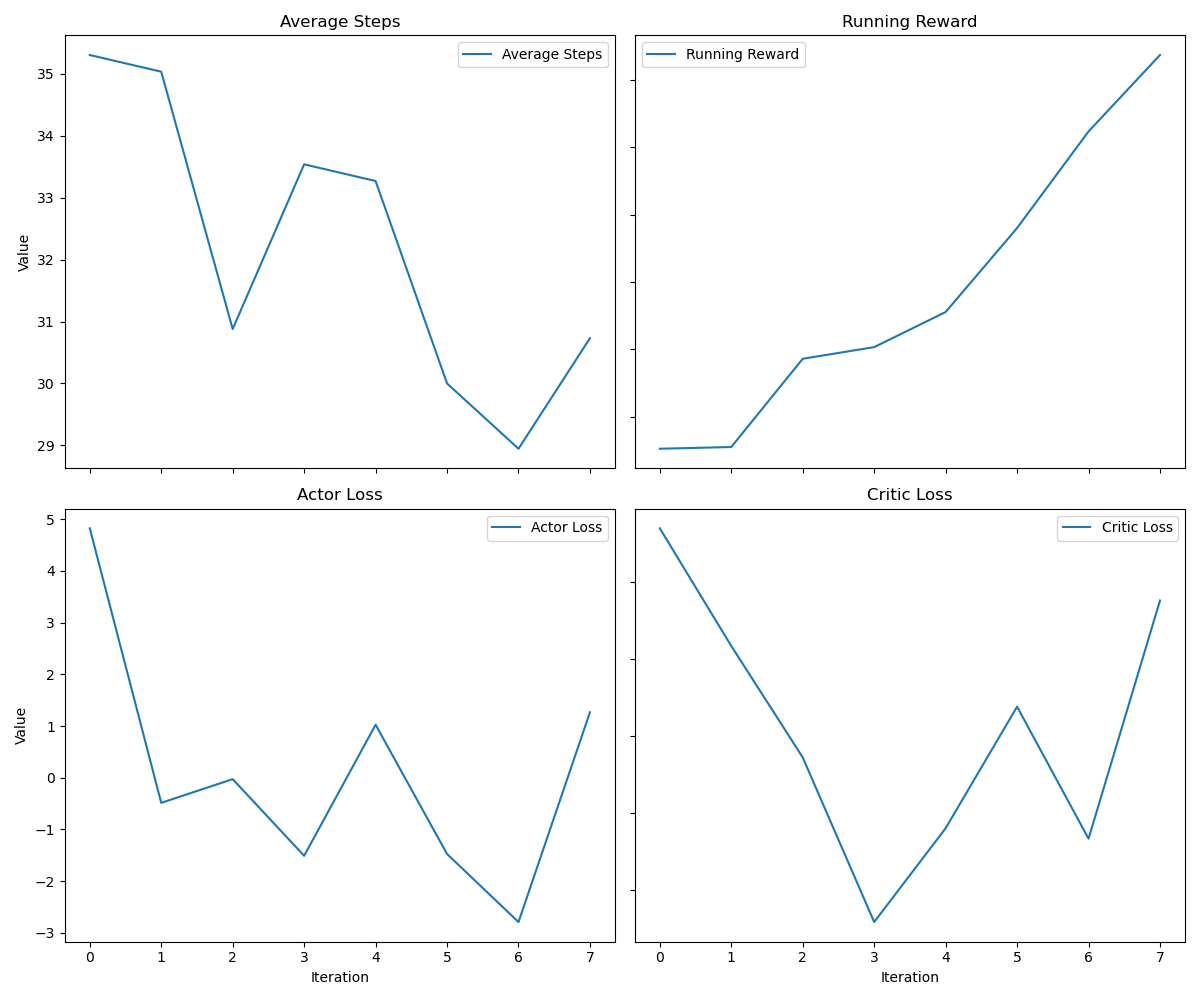 Average Steps
Average Steps
35
34
33
32
31
30
29
Value
Running Reward
Running Reward
Actor Loss
Actor Loss
5
4
3
2
1
0
−1
−2
−3
Value
0 1 2 3 4 5 6 7
Iteration
Critic Loss
Critic Loss
0 1 2 3 4 5 6 7
Iteration